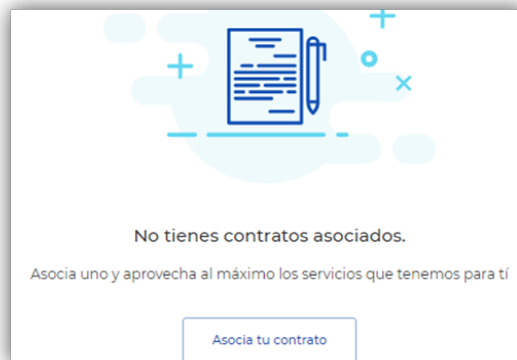 No tienes contratos asociados.
Asocia uno y aprovecha al máximo los servicios que tenemos para tí
Asocia tu contrato